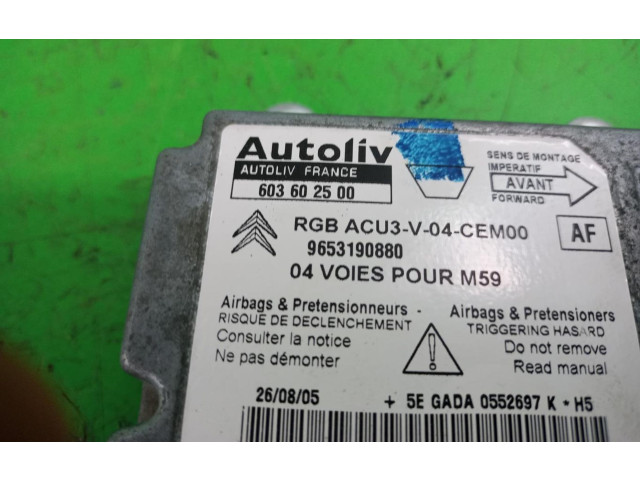 Autoliv
AUTOLIV FRANCE
603 60 25 00
SENS DE MONTAGE
IMPERATIF
AVANT
FORWARD
RGB ACU3-V-04-CEM00
AF
9653190880
04 VOIES POUR M59
Airbags & Pretensionneurs -
RISQUE DE DECLENCHEMENT
Consulter la notice
Ne pas démonter
Airbags & Pretensioners
TRIGGERING HASARD
Do not remove
Read manual
26/08/05 + 5E GADA 0552697 K * H5